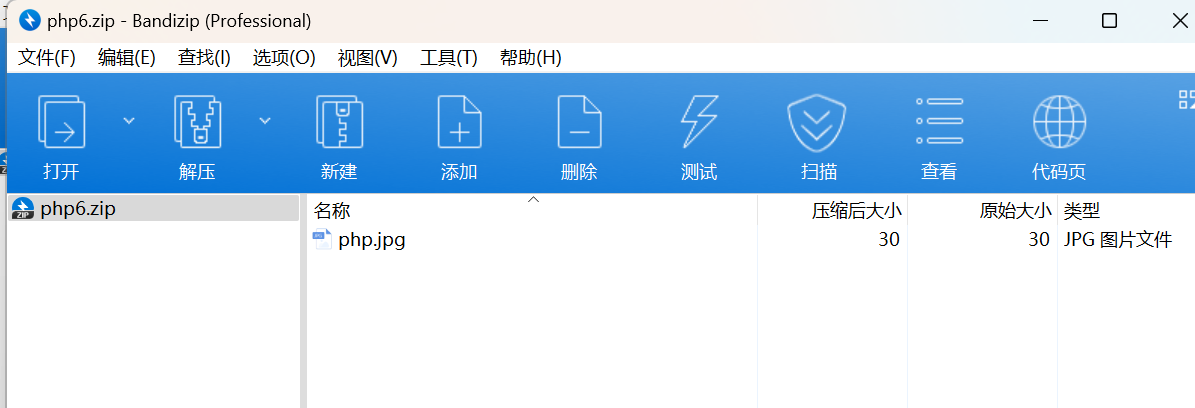 php6.zip - Bandizip (Professional)
文件(F) 编辑(E) 查找(I) 选项(O) 视图(V) 工具(T) 帮助(H)
打开 解压 新建 添加 删除 测试 扫描 查看 代码页
php6.zip
名称 压缩后大小 原始大小 类型
php.jpg 30 30 JPG 图片文件